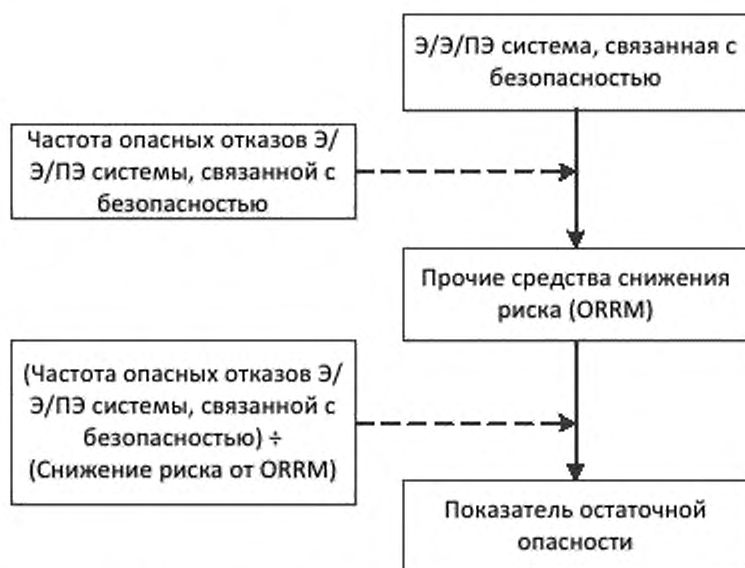 Э/Э/ПЭ система, связанная с
безопасностью
Частота опасных отказов Э/
Э/ПЭ системы, связанной с
безопасностью
Прочие средства снижения
риска (ORRM)
(Частота опасных отказов Э/
Э/ПЭ системы, связанной с
безопасностью) ÷
(Снижение риска от ORRM)
Показатель остаточной
опасности